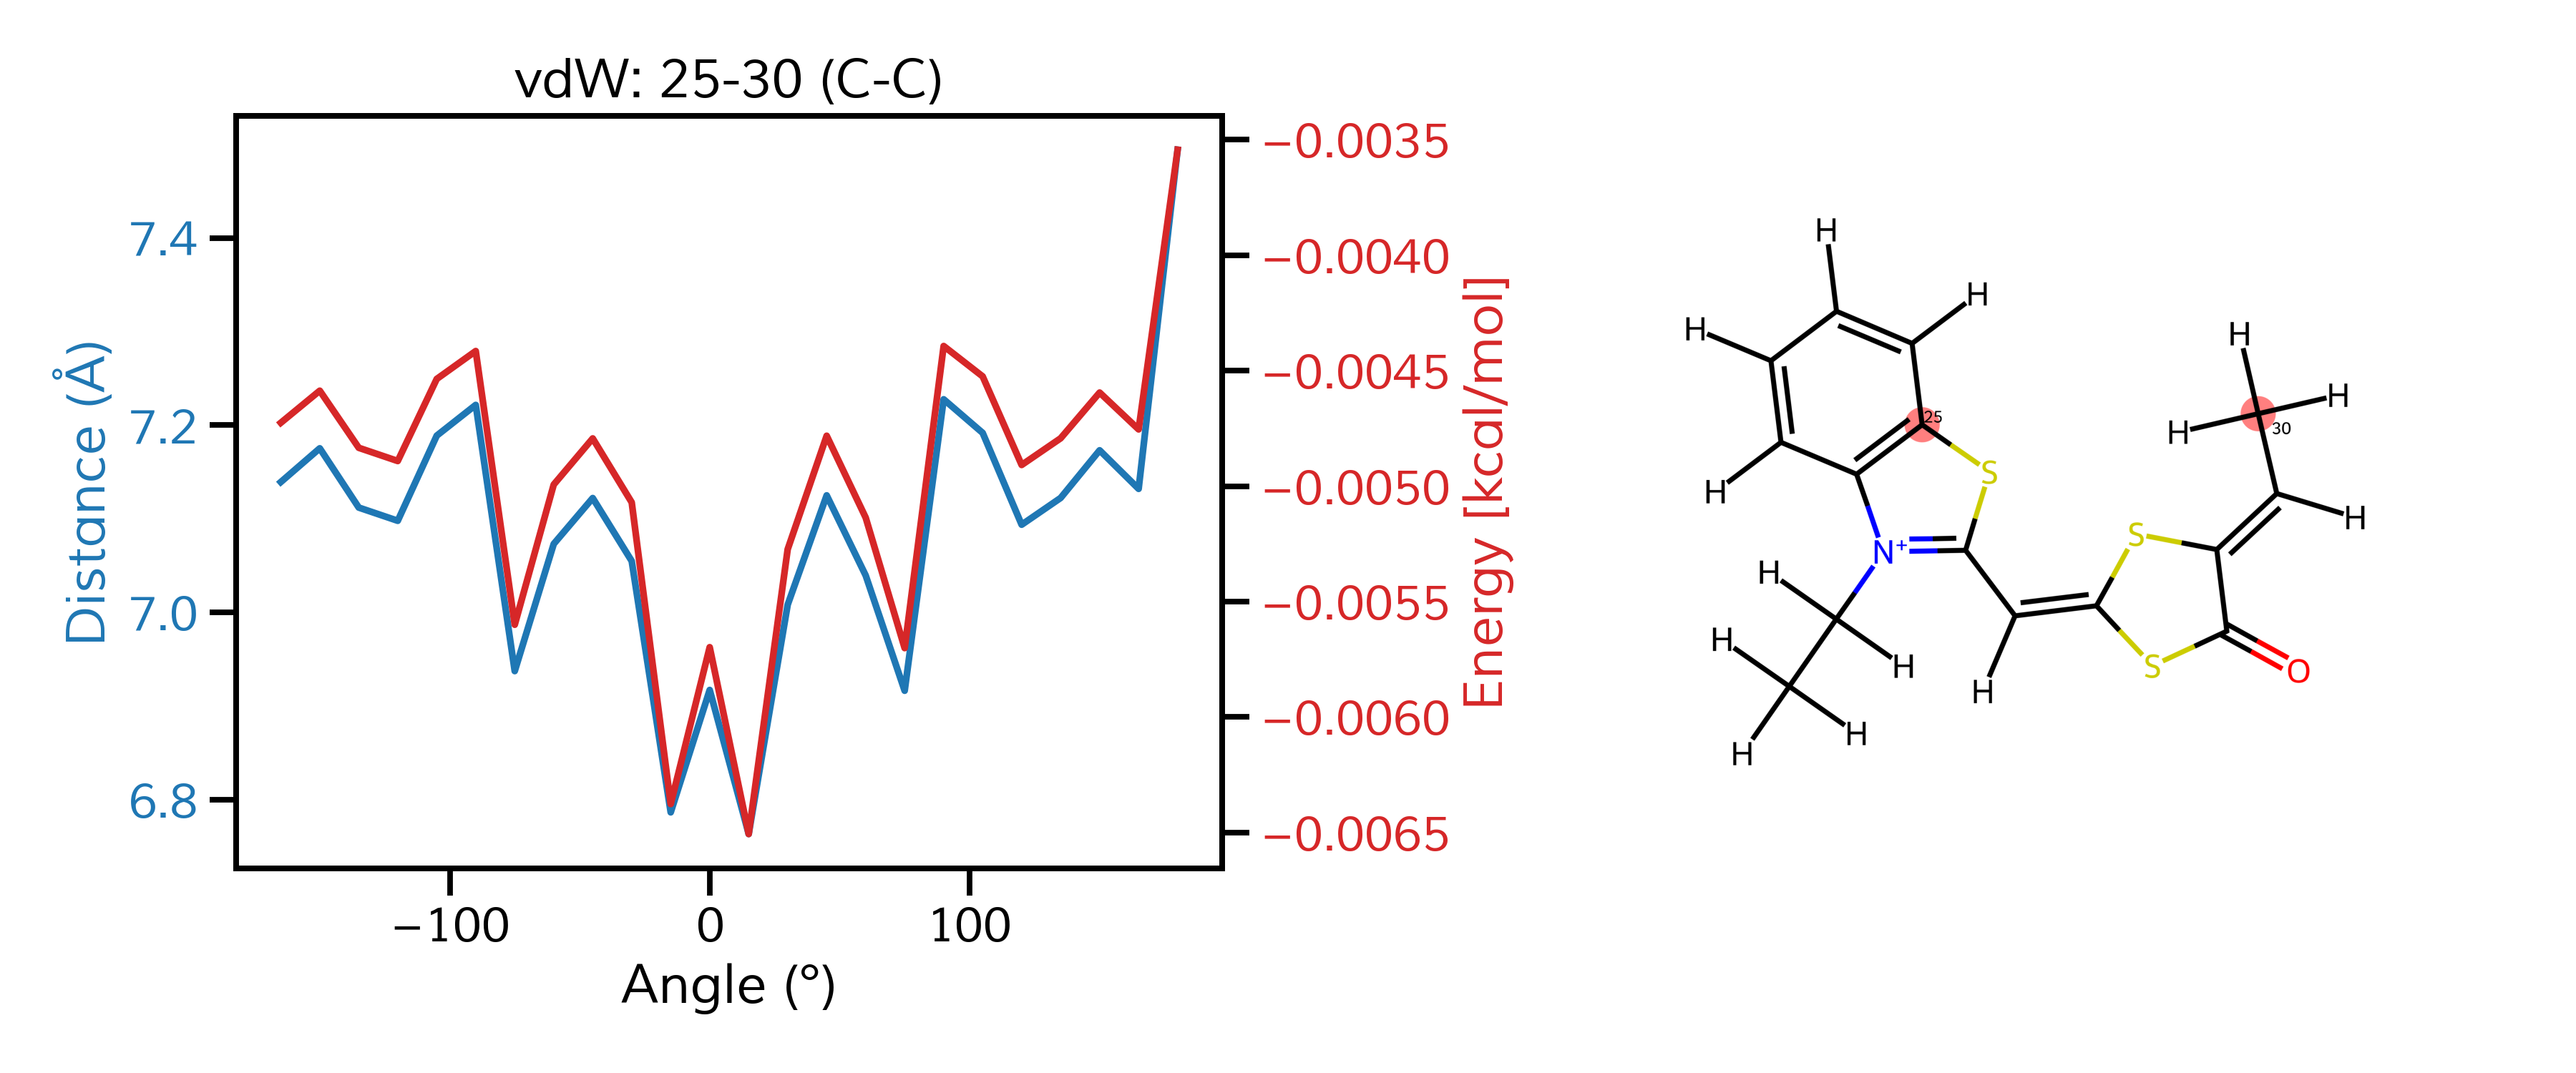 vdW: 25-30 (C-C)
Distance (Å)
7.4
7.2
7.0
6.8
−100
0
100
Angle (°)
−0.0035
−0.0040
−0.0045
−0.0050
−0.0055
−0.0060
−0.0065
Energy [kcal/mol]
H
H
H
H
25
S
N+
H
H
H
H
H
H
S
S
O
H
H
H
30
H